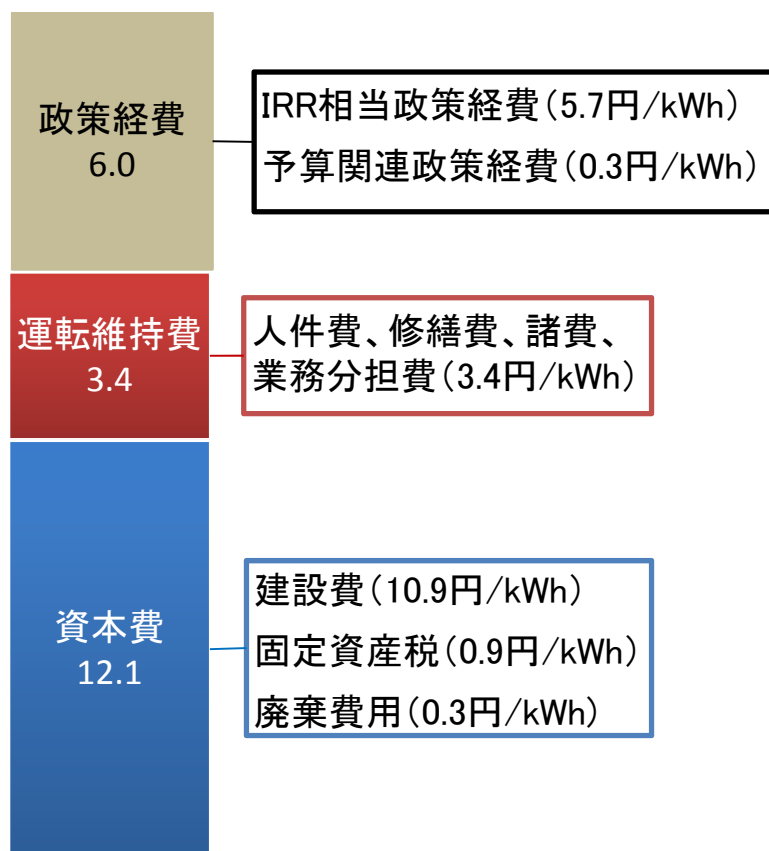 政策経費
6.0
IRR相当政策経費（5.7円/kWh）
予算関連政策経費（0.3円/kWh）
運転維持費
3.4
人件費、修繕費、諸費、
業務分担費（3.4円/kWh）
資本費
12.1
建設費（10.9円/kWh）
固定資産税（0.9円/kWh）
廃棄費用（0.3円/kWh）